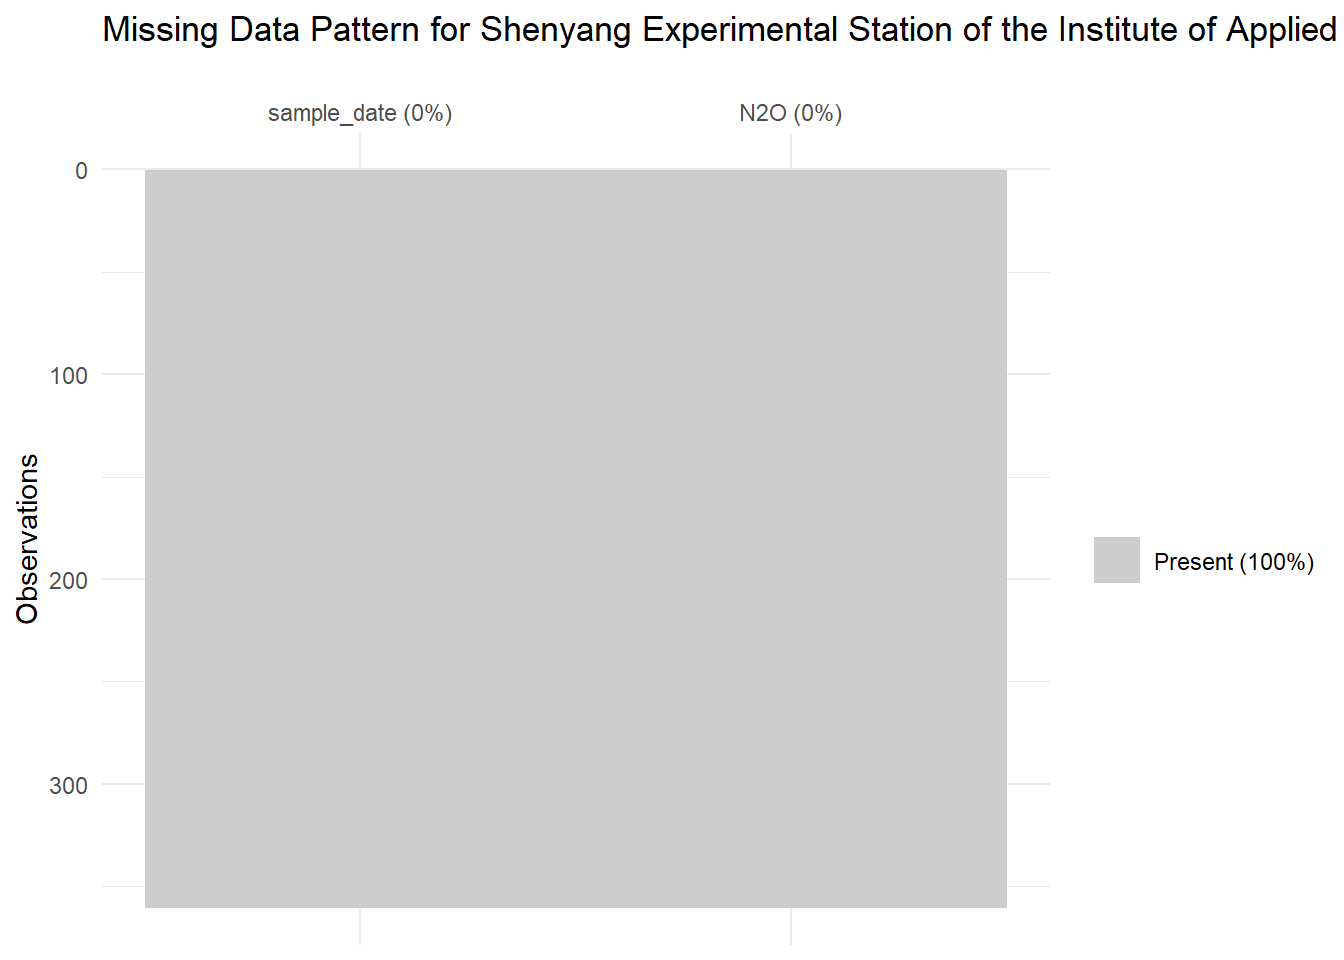 Missing Data Pattern for Shenyang Experimental Station of the Institute of Applied
sample_date (0%)
N2O (0%)
0
100
200
300
Observations
Present (100%)